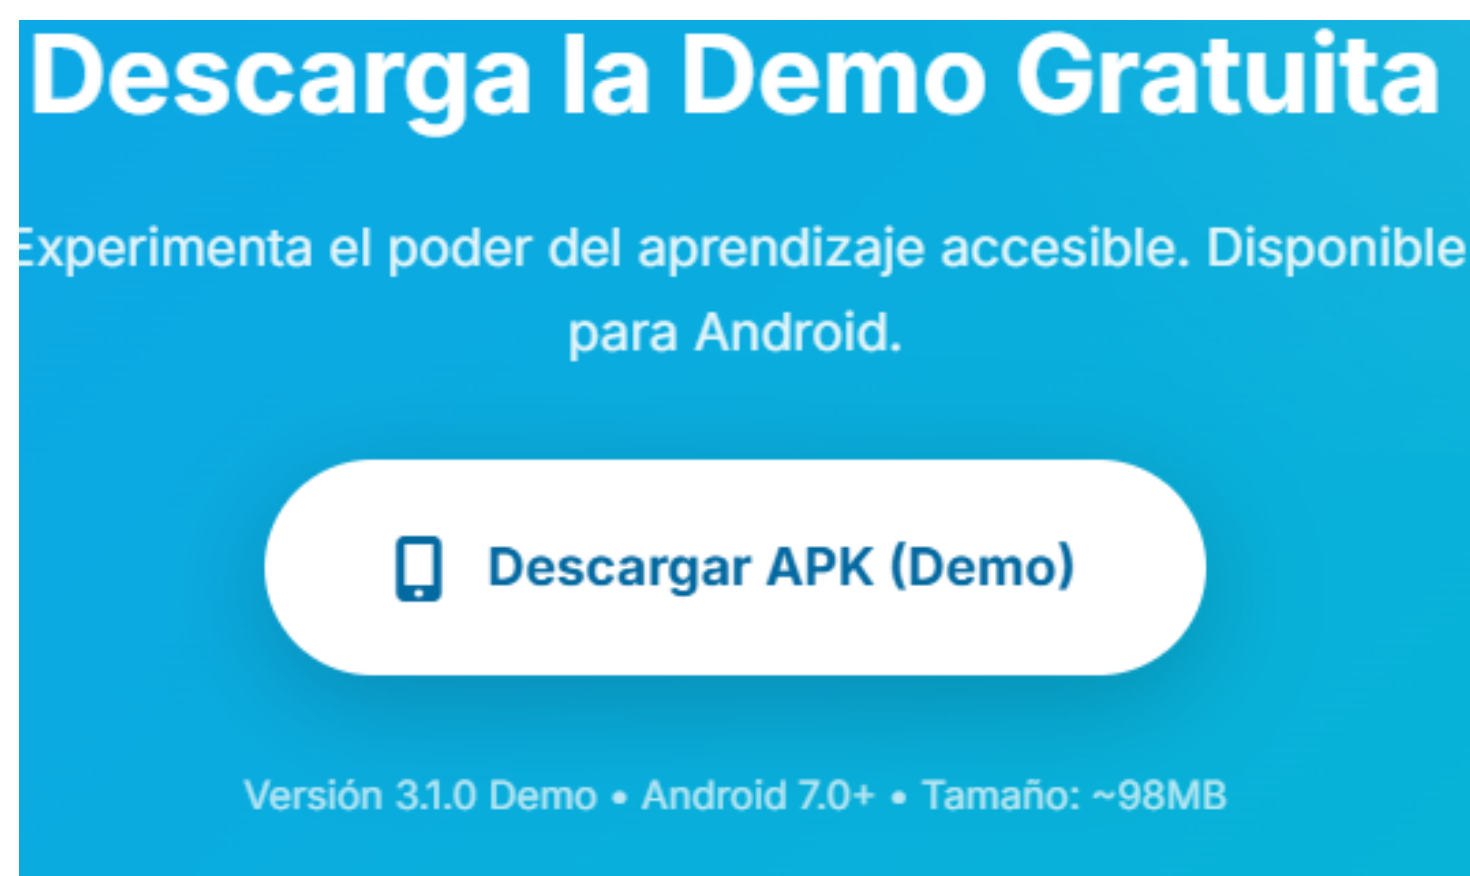 Descarga la Demo Gratuita
Experimenta el poder del aprendizaje accesible. Disponible
para Android.
Descargar APK (Demo)
Versión 3.1.0 Demo • Android 7.0+ • Tamaño: ~98MB